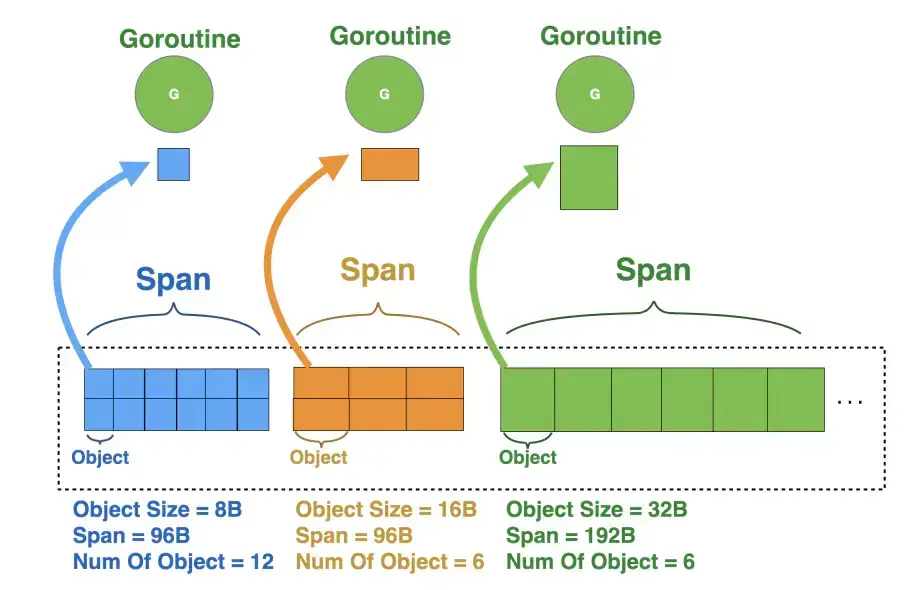 Goroutine
Goroutine
Goroutine
G
G
G
Span
Span
Span
...
Object
Object
Object
Object Size = 8B
Span = 96B
Num Of Object = 12
Object Size = 16B
Span = 96B
Num Of Object = 6
Object Size = 32B
Span = 192B
Num Of Object = 6